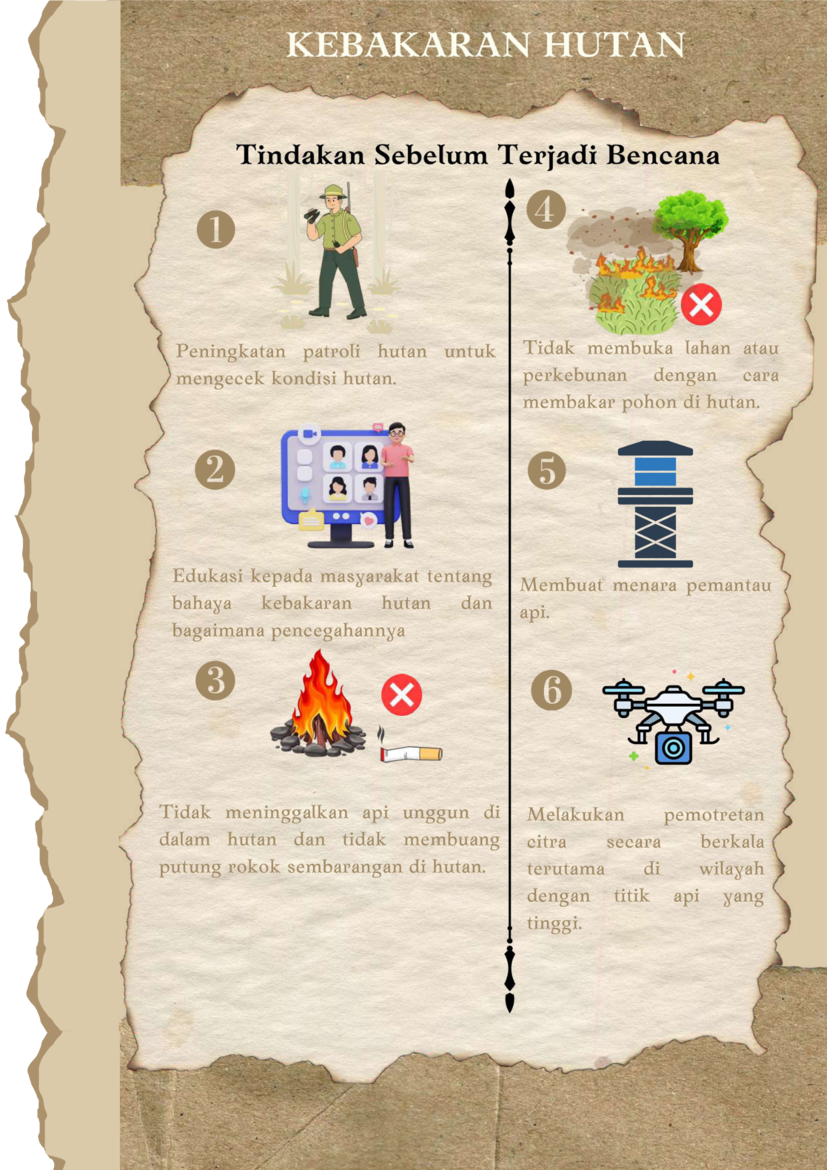 KEBAKARAN HUTAN
Tindakan Sebelum Terjadi Bencana
1
Peningkatan patroli hutan untuk
mengecek kondisi hutan.
2
Edukasi kepada masyarakat tentang
bahaya kebakaran hutan dan
bagaimana pencegahannya
3
Tidak meninggalkan api unggun di
dalam hutan dan tidak membuang
putung rokok sembarangan di hutan.
4
Tidak membuka lahan atau
perkebunan dengan cara
membakar pohon di hutan.
5
Membuat menara pemantau
api.
6
Melakukan pemotretan
citra secara berkala
terutama di wilayah
dengan titik api yang
tinggi.